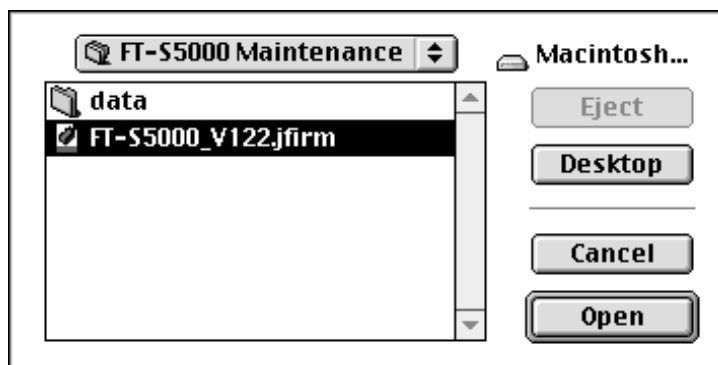 FT-S5000 Maintenance
Macintosh...
data
FT-S5000_V122.jfirm
Eject
Desktop
Cancel
Open